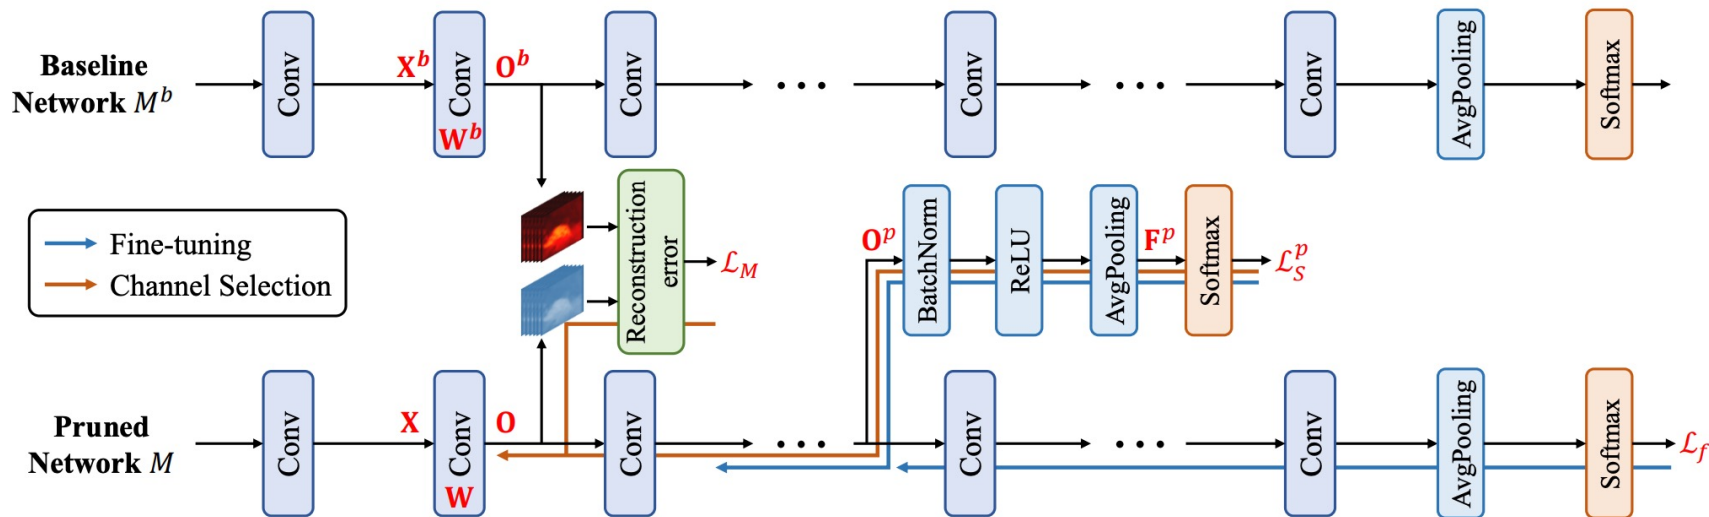 Baseline
Network M^b
Conv
X^b
Conv
W^b
O^b
Conv
...
Conv
...
Conv
AvgPooling
Softmax
Fine-tuning
Channel Selection
Reconstruction
error
ℒ_M
O^p
BatchNorm
ReLU
AvgPooling
F^p
Softmax
ℒ_S^p
Pruned
Network M
Conv
X
Conv
W
O
Conv
...
Conv
...
Conv
AvgPooling
Softmax
ℒ_f